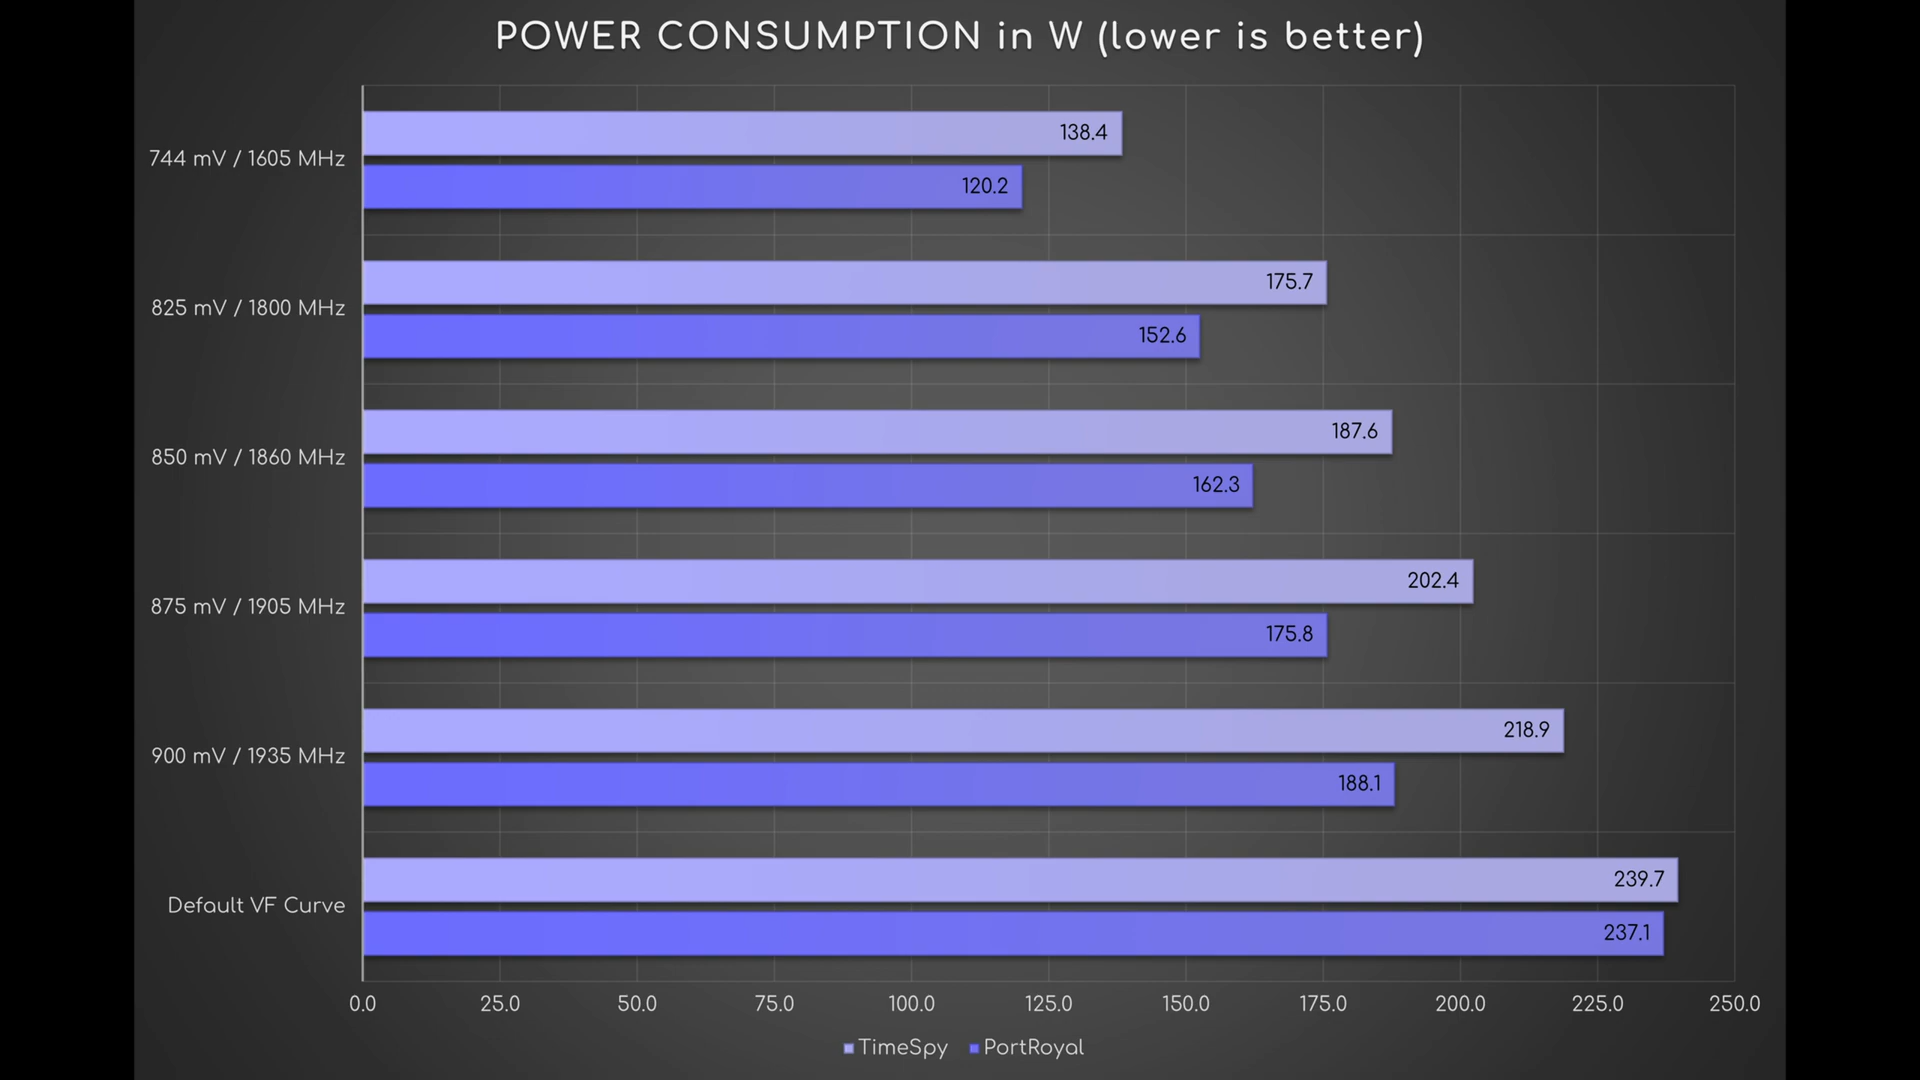 POWER CONSUMPTION in W (lower is better)
744 mV / 1605 MHz
138.4
120.2
825 mV / 1800 MHz
175.7
152.6
850 mV / 1860 MHz
187.6
162.3
875 mV / 1905 MHz
202.4
175.8
900 mV / 1935 MHz
218.9
188.1
Default VF Curve
239.7
237.1
0.0 25.0 50.0 75.0 100.0 125.0 150.0 175.0 200.0 225.0 250.0
TimeSpy PortRoyal